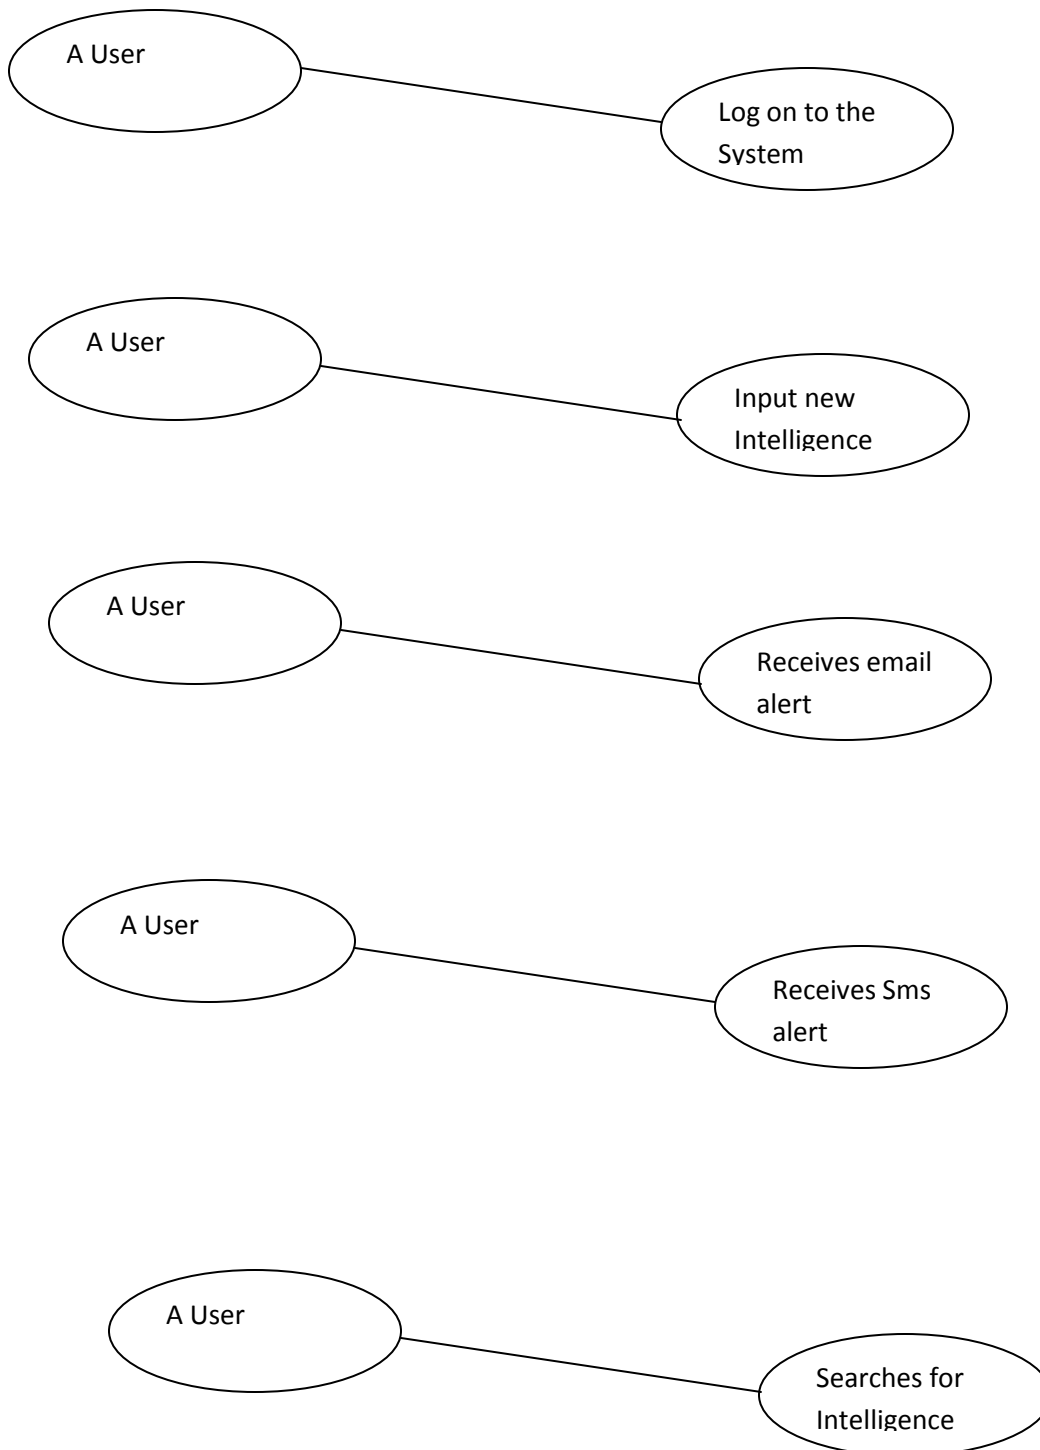 A User
Log on to the
System
A User
Input new
Intelligence
A User
Receives email
alert
A User
Receives Sms
alert
A User
Searches for
Intelligence